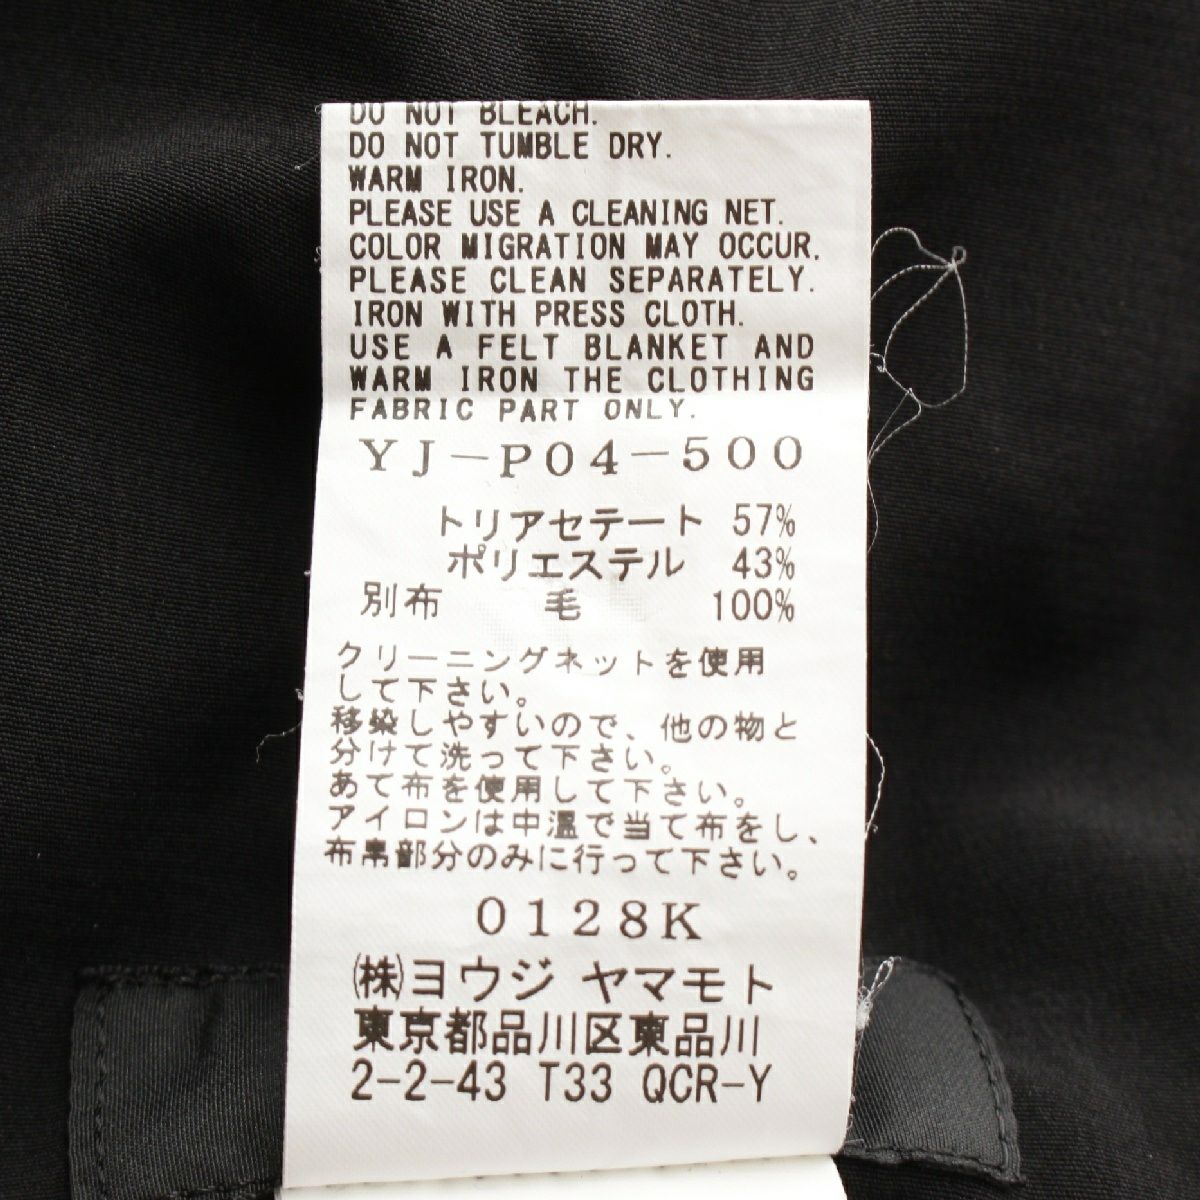 DO NOT BLEACH.
DO NOT TUMBLE DRY.
WARM IRON.
PLEASE USE A CLEANING NET.
COLOR MIGRATION MAY OCCUR.
PLEASE CLEAN SEPARATELY.
IRON WITH PRESS CLOTH.
USE A FELT BLANKET AND
WARM IRON THE CLOTHING
FABRIC PART ONLY.
YJ-P04-500
トリアセテート 57%
ポリエステル 43%
別布 毛 100%
クリーニングネットを使用
して下さい。
移染しやすいので、他の物と
分けて洗って下さい。
あて布を使用して下さい。
アイロンは中温で当て布をし、
布帛部分のみに行って下さい。
0128K
㈱ヨウジ ヤマモト
東京都品川区東品川
2-2-43 T33 QCR-Y